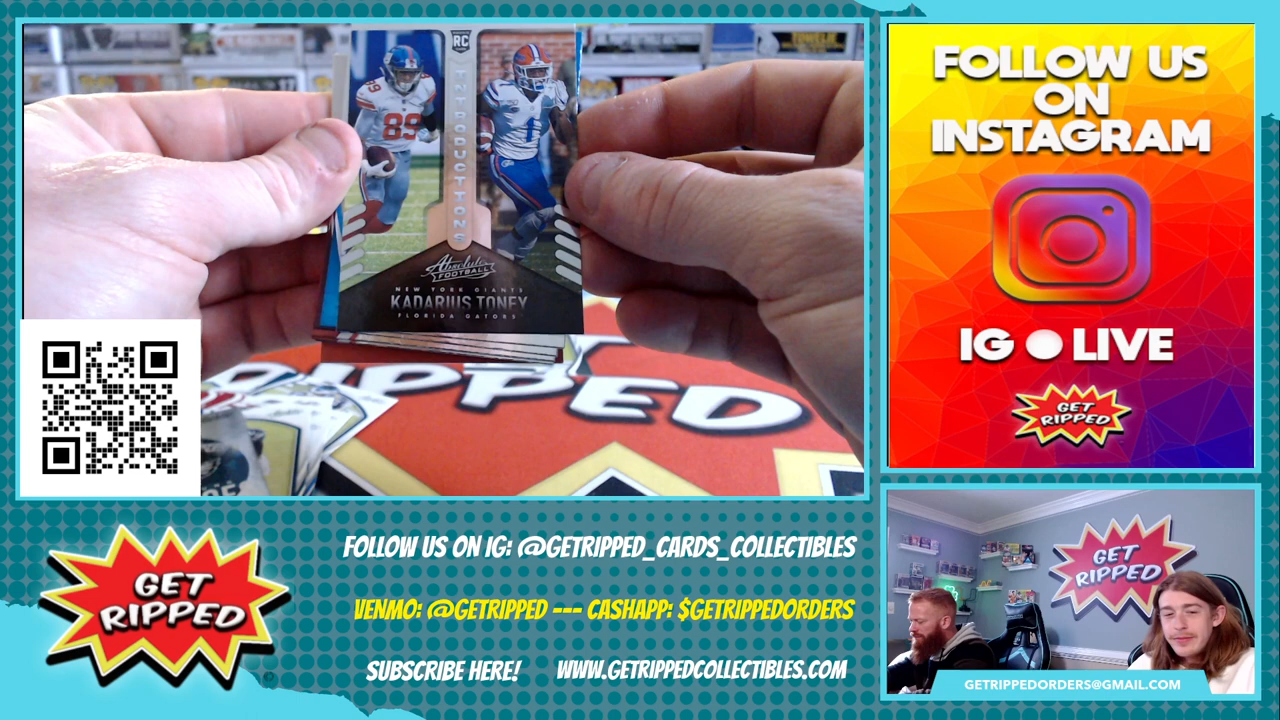 RC
INTRODUCTIONS
89
1
Absolute
FOOTBALL
NEW YORK GIANTS
KADARIUS TONEY
FLORIDA GATORS
RIPPED
FOLLOW US
ON
INSTAGRAM
IG LIVE
GET
RIPPED
GET
RIPPED
FOLLOW US ON IG: @GETRIPPED_CARDS_COLLECTIBLES
VENMO: @GETRIPPED --- CASHAPP: $GETRIPPEDORDERS
SUBSCRIBE HERE! WWW.GETRIPPEDCOLLECTIBLES.COM
GET
RIPPED
GETRIPPEDORDERS@GMAIL.COM